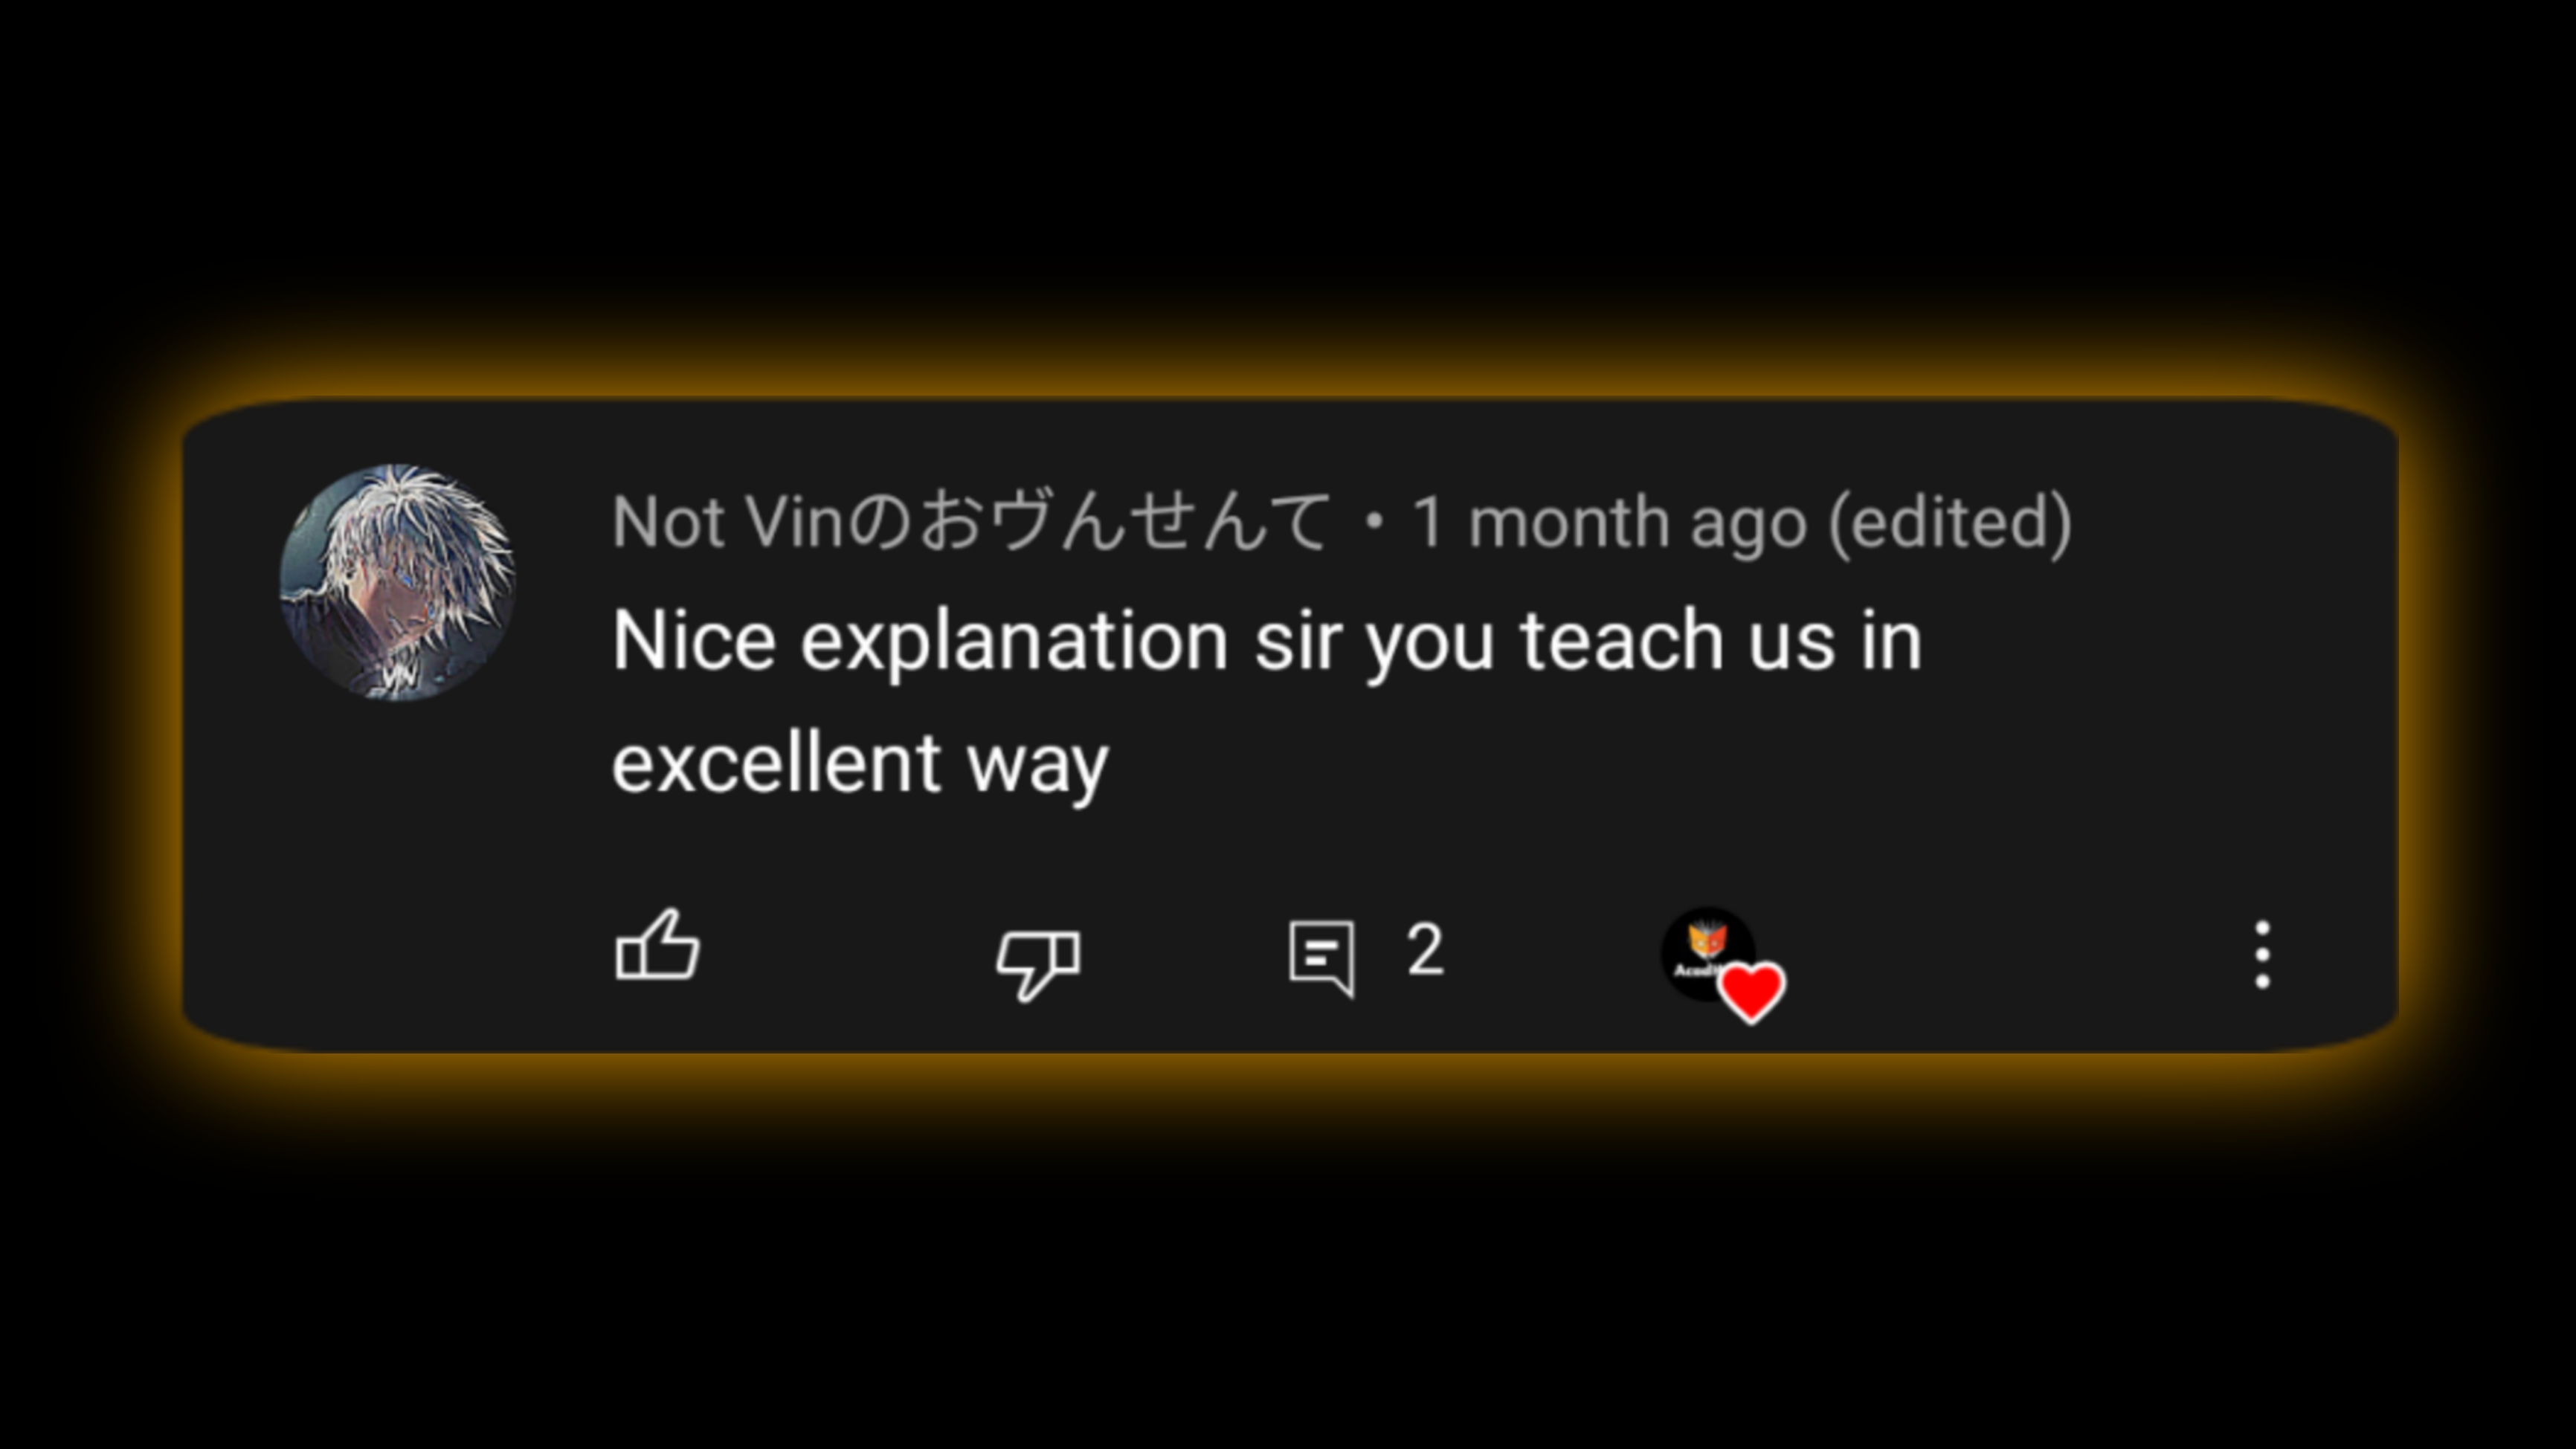 Not Vinのおヴんせんて • 1 month ago (edited)
Nice explanation sir you teach us in
excellent way
2